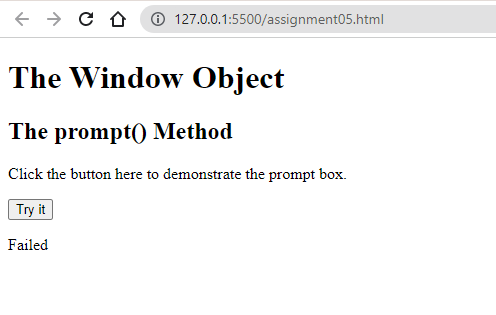 127.0.0.1:5500/assignment05.html
The Window Object
The prompt() Method
Click the button here to demonstrate the prompt box.
Try it
Failed